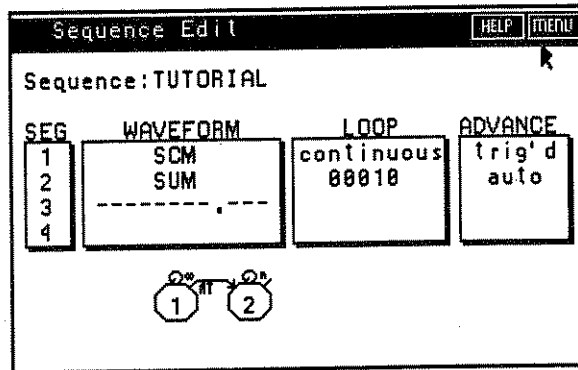 Sequence Edit HELP MENU
Sequence:TUTORIAL
SEG WAVEFORM LOOP ADVANCE
1 SCM continuous trig'd
2 SUM 00010 auto
3 --------.---
4
∞ AT n
1 2